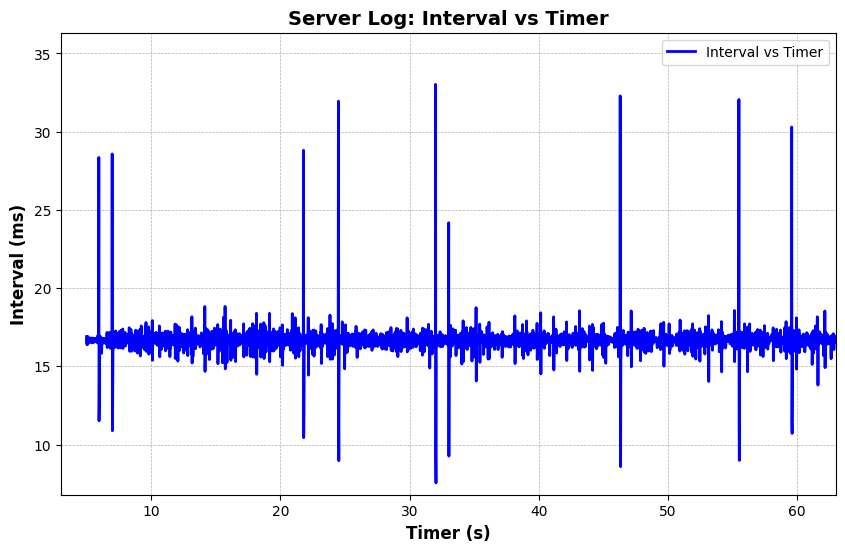 Server Log: Interval vs Timer
Interval vs Timer
Interval (ms)
35
30
25
20
15
10
10 20 30 40 50 60
Timer (s)